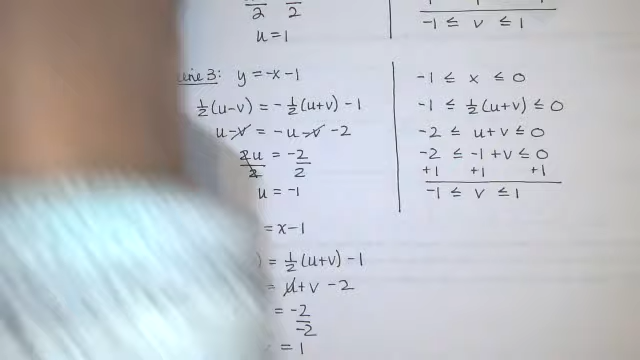 2 2
u = 1
-1 ≤ v ≤ 1
Line 3: y = -x - 1
½(u-v) = -½(u+v) - 1
u - v = -u - v - 2
2u/2 = -2/2
u = -1
-1 ≤ x ≤ 0
-1 ≤ ½(u+v) ≤ 0
-2 ≤ u+v ≤ 0
-2 ≤ -1+v ≤ 0
+1 +1 +1
-1 ≤ v ≤ 1
= x - 1
) = ½(u+v) - 1
= u + v - 2
= -2/-2
= 1